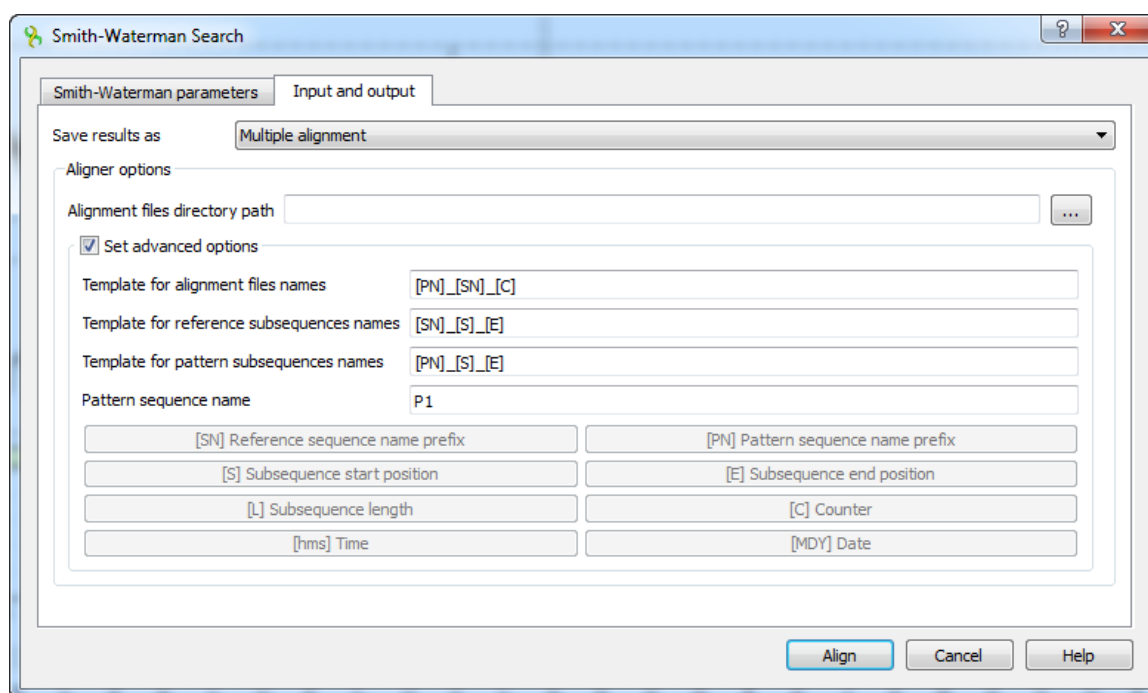 Smith-Waterman Search
Smith-Waterman parameters Input and output
Save results as Multiple alignment
Aligner options
Alignment files directory path ...
Set advanced options
Template for alignment files names [PN]_[SN]_[C]
Template for reference subsequences names [SN]_[S]_[E]
Template for pattern subsequences names [PN]_[S]_[E]
Pattern sequence name P1
[SN] Reference sequence name prefix [PN] Pattern sequence name prefix
[S] Subsequence start position [E] Subsequence end position
[L] Subsequence length [C] Counter
[hms] Time [MDY] Date
Align Cancel Help